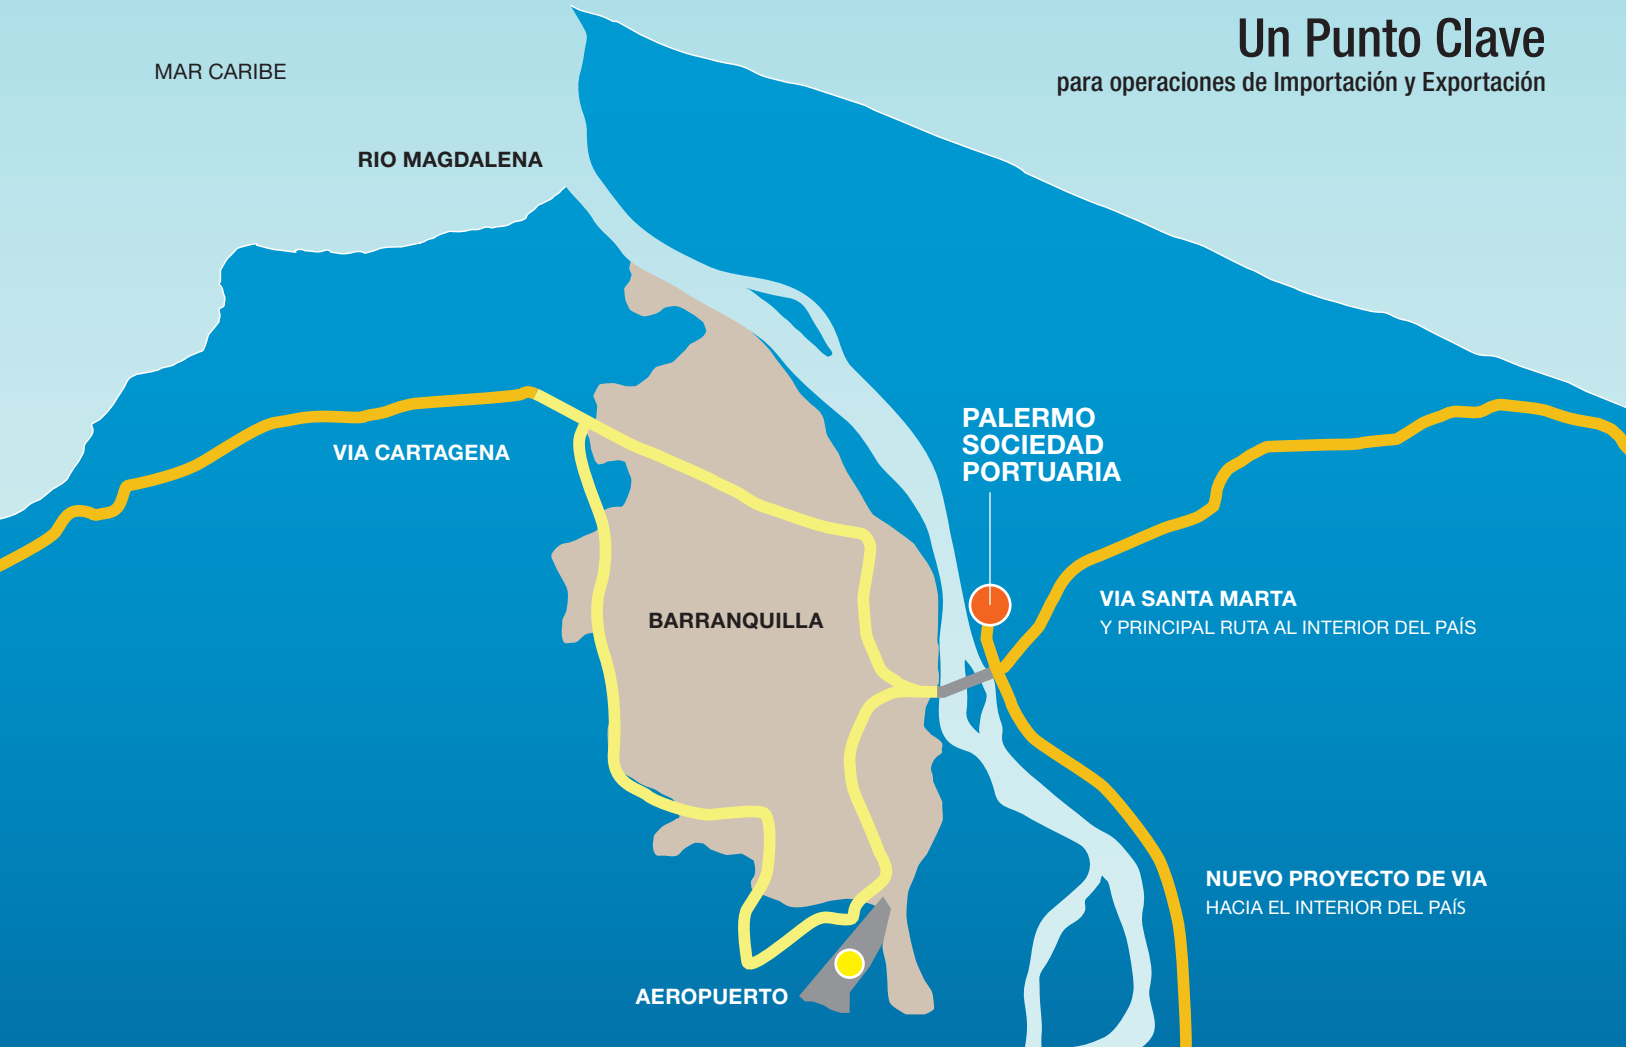 Un Punto Clave
para operaciones de Importación y Exportación
MAR CARIBE
RIO MAGDALENA
VIA CARTAGENA
PALERMO
SOCIEDAD
PORTUARIA
BARRANQUILLA
VIA SANTA MARTA
Y PRINCIPAL RUTA AL INTERIOR DEL PAÍS
NUEVO PROYECTO DE VIA
HACIA EL INTERIOR DEL PAÍS
AEROPUERTO